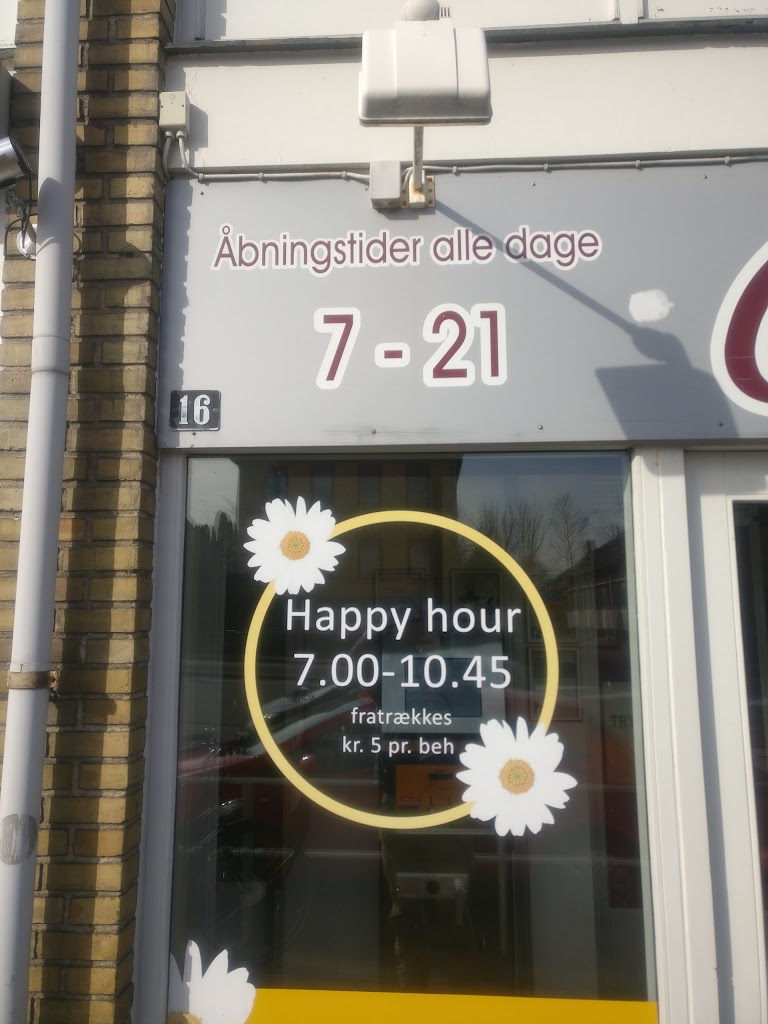 Åbningstider alle dage
7 - 21
16
Happy hour
7.00-10.45
fratrækkes
kr. 5 pr. beh